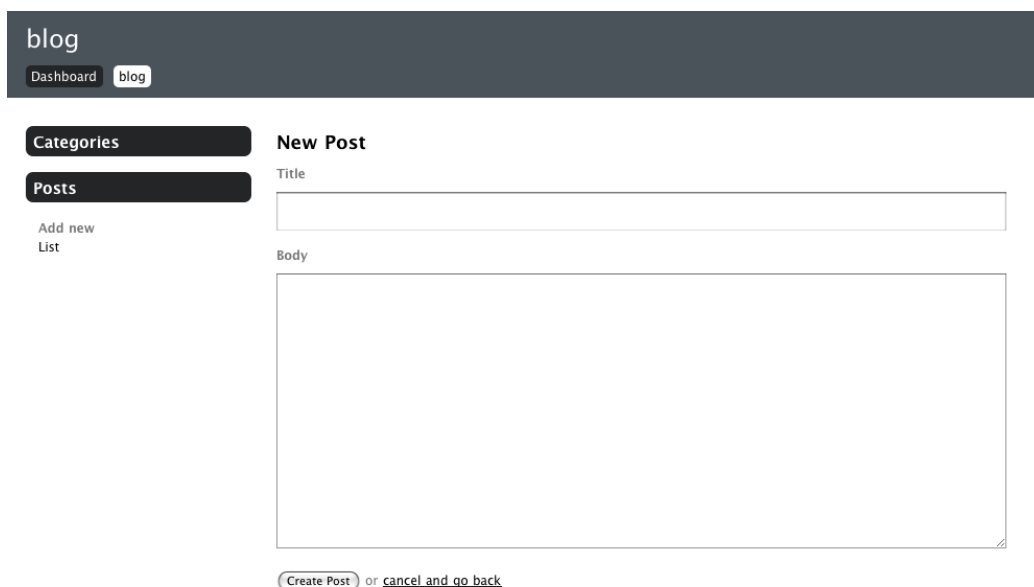 blog
Dashboard blog
Categories
Posts
Add new
List
New Post
Title
Body
Create Post or cancel and go back